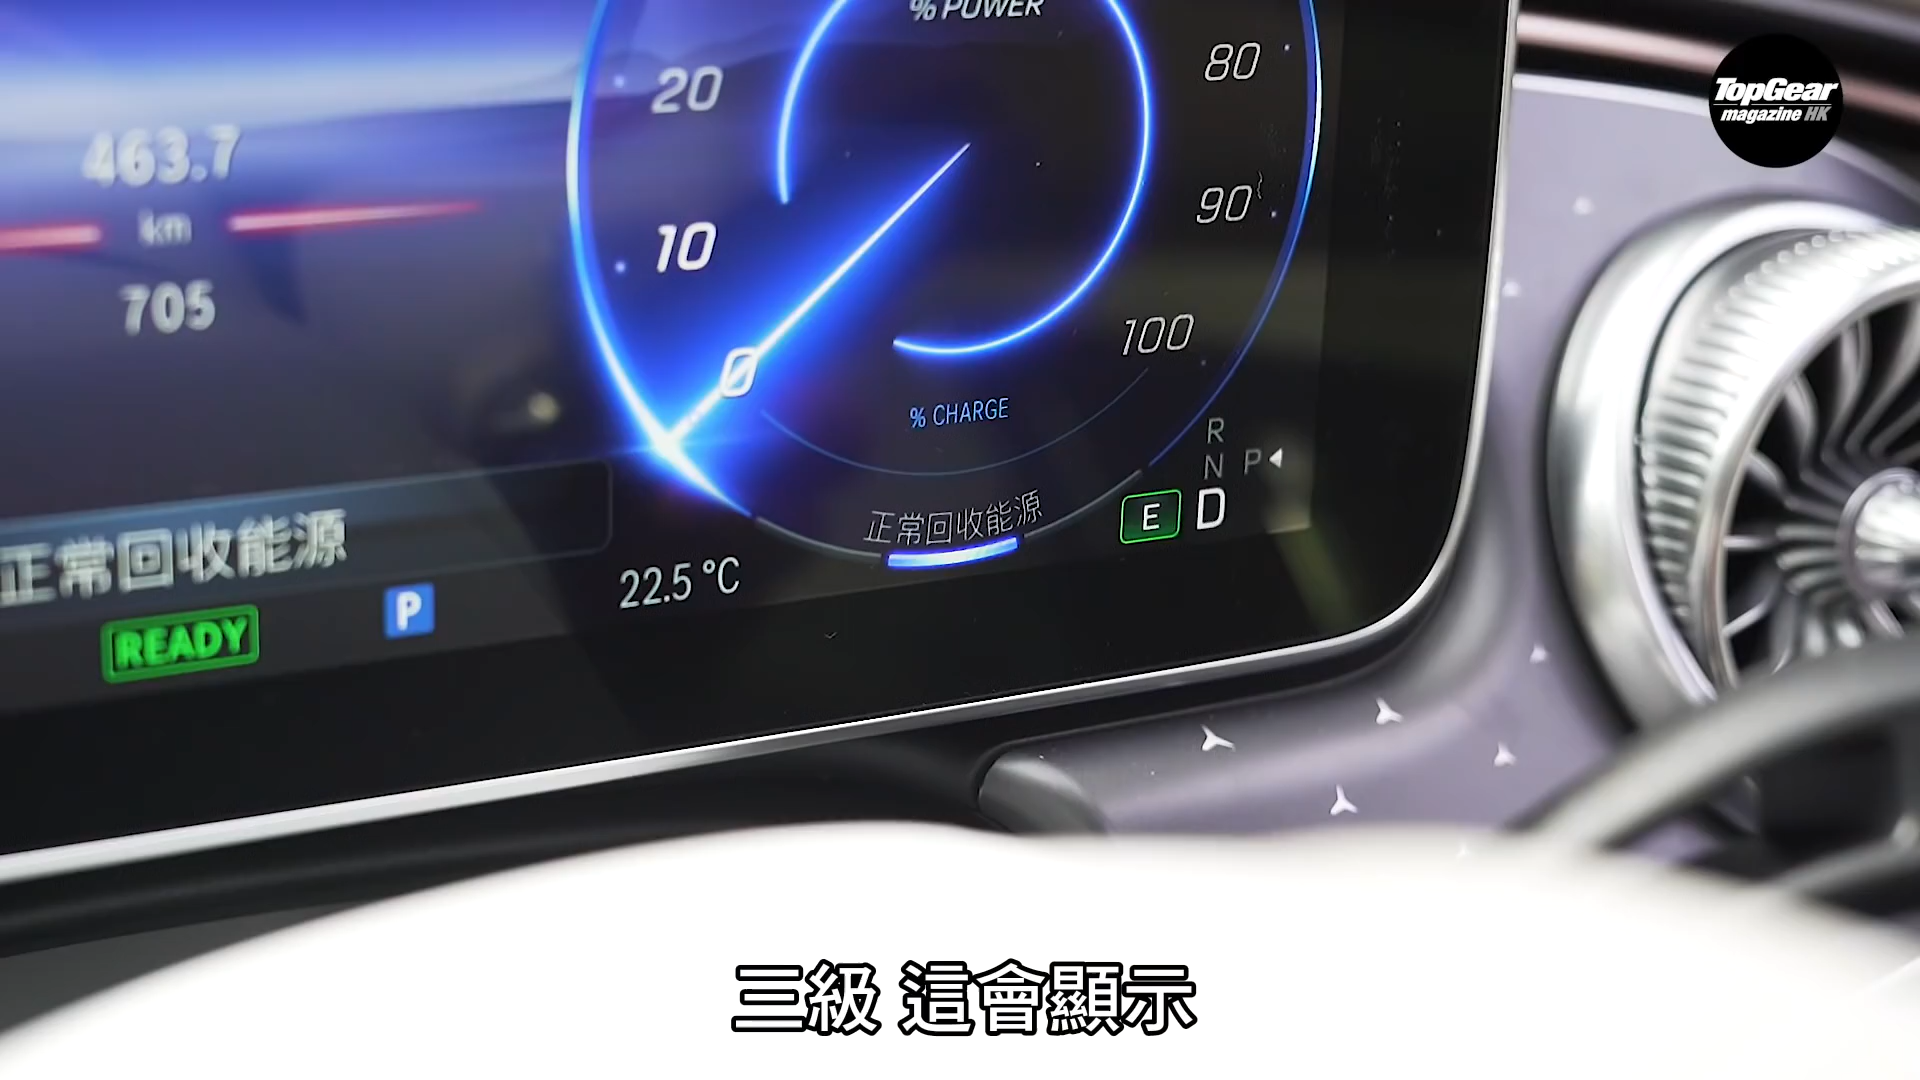 % POWER
20
80
TopGear
magazine HK
463.7
km
10
90
705
0
100
% CHARGE
R
N P
E D
正常回收能源
正常回收能源
22.5 °C
READY
P
三級 這會顯示